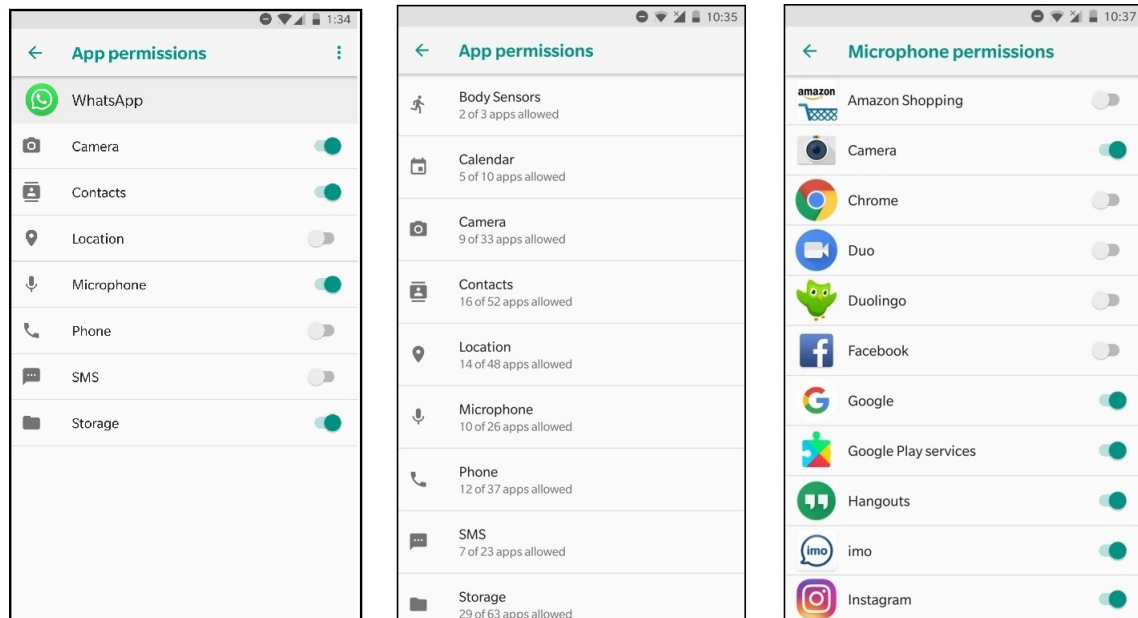 1:34
App permissions
WhatsApp
Camera
Contacts
Location
Microphone
Phone
SMS
Storage
10:35
App permissions
Body Sensors
2 of 3 apps allowed
Calendar
5 of 10 apps allowed
Camera
9 of 33 apps allowed
Contacts
16 of 52 apps allowed
Location
14 of 48 apps allowed
Microphone
10 of 26 apps allowed
Phone
12 of 37 apps allowed
SMS
7 of 23 apps allowed
Storage
29 of 63 apps allowed
10:37
Microphone permissions
amazon
Amazon Shopping
Camera
Chrome
Duo
Duolingo
Facebook
Google
Google Play services
Hangouts
imo
imo
Instagram